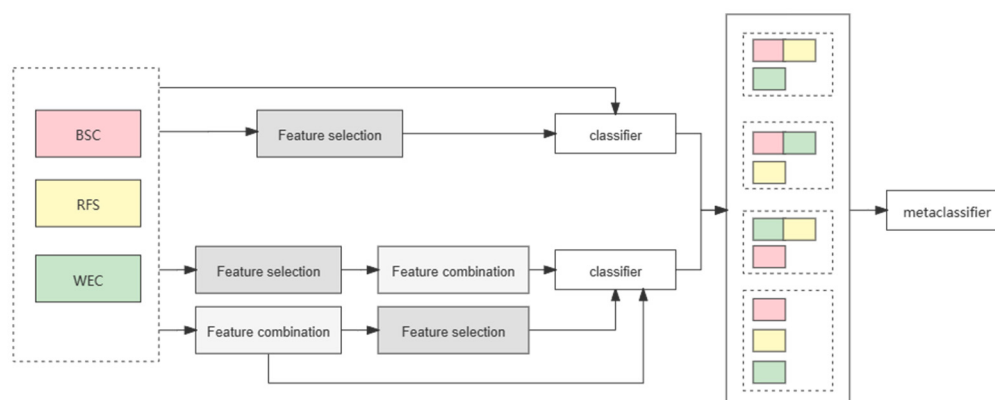 BSC
RFS
WEC
Feature selection
classifier
Feature selection
Feature combination
classifier
Feature combination
Feature selection
metaclassifier